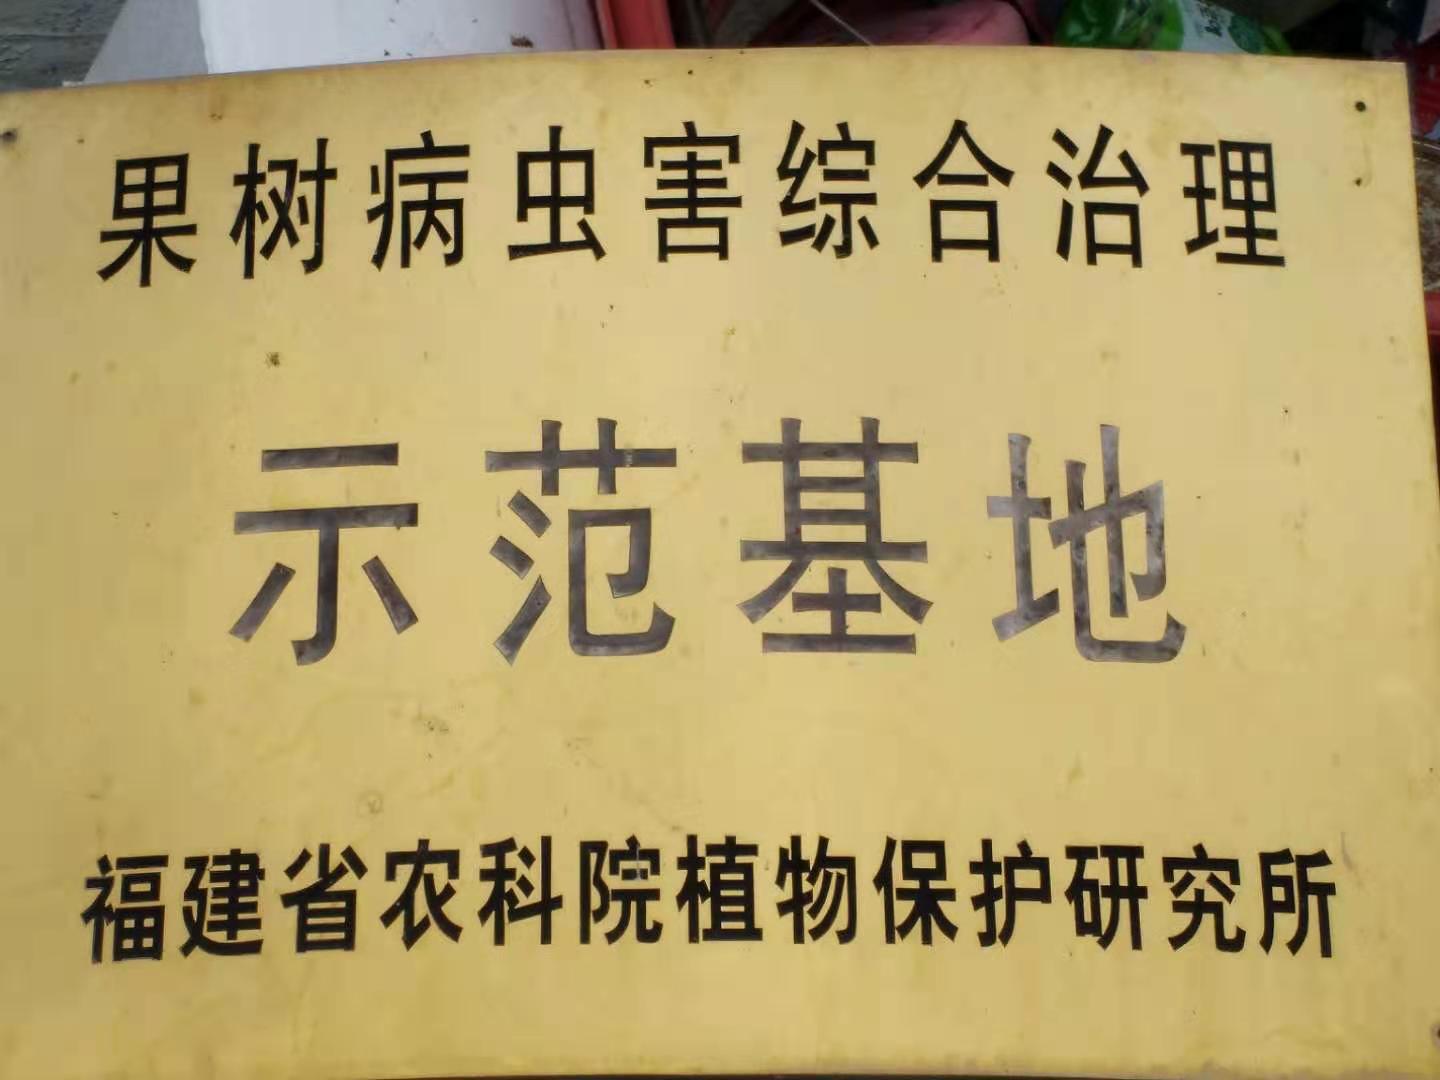 果树病虫害综合治理
示范基地
福建省农科院植物保护研究所